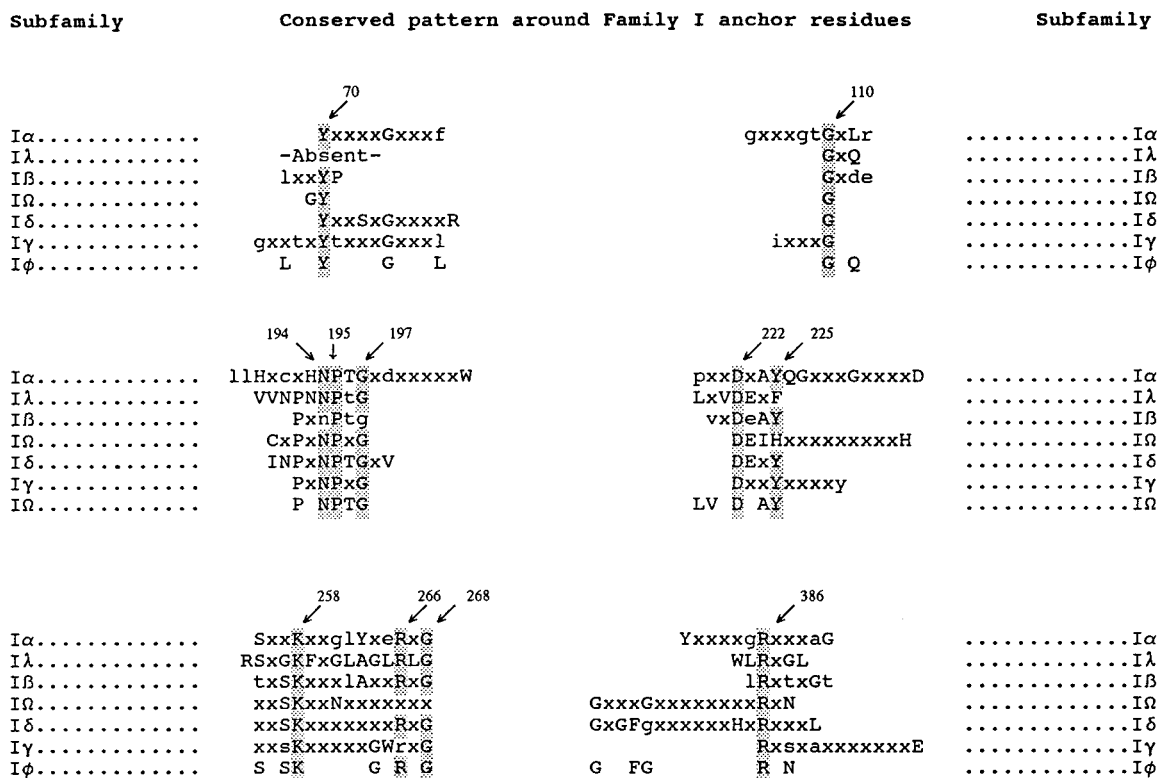 Subfamily Conserved pattern around Family I anchor residues Subfamily
70 110
Iα.............. YxxxxGxxxf gxxxgtGxLr .............Iα
Iλ.............. -Absent- GxQ .............Iλ
Iß.............. lxxYP Gxde .............Iß
IΩ.............. GY G .............IΩ
Iδ.............. YxxSxGxxxxR G .............Iδ
Iγ.............. gxxtxYtxxxGxxxl ixxxG .............Iγ
Iϕ.............. L Y G L G Q .............Iϕ
194 195 197 222 225
Iα.............. llHxcxHNPTGxdxxxxxW pxxDxAYQGxxxGxxxxD .............Iα
Iλ.............. VVNPNNPtG LxVDExF .............Iλ
Iß.............. PxnPtg vxDeAY .............Iß
IΩ.............. CxPxNPxG DEIHxxxxxxxxxH .............IΩ
Iδ.............. INPxNPTGxV DExY .............Iδ
Iγ.............. PxNPxG DxxYxxxxy .............Iγ
IΩ.............. P NPTG LV D AY .............IΩ
258 266 268 386
Iα.............. SxxKxxglYxeRxG YxxxxgRxxxaG .............Iα
Iλ.............. RSxGKFxGLAGLRLG WLRxGL .............Iλ
Iß.............. txSKxxxlAxxRxG lRxtxGt .............Iß
IΩ.............. xxSKxxNxxxxxxx GxxxGxxxxxxxxRxN .............IΩ
Iδ.............. xxSKxxxxxxxRxG GxGFgxxxxxxHxRxxxL .............Iδ
Iγ.............. xxsKxxxxxGWrxG RxsxaxxxxxxxE .............Iγ
Iϕ.............. S SK G R G G FG R N .............Iϕ